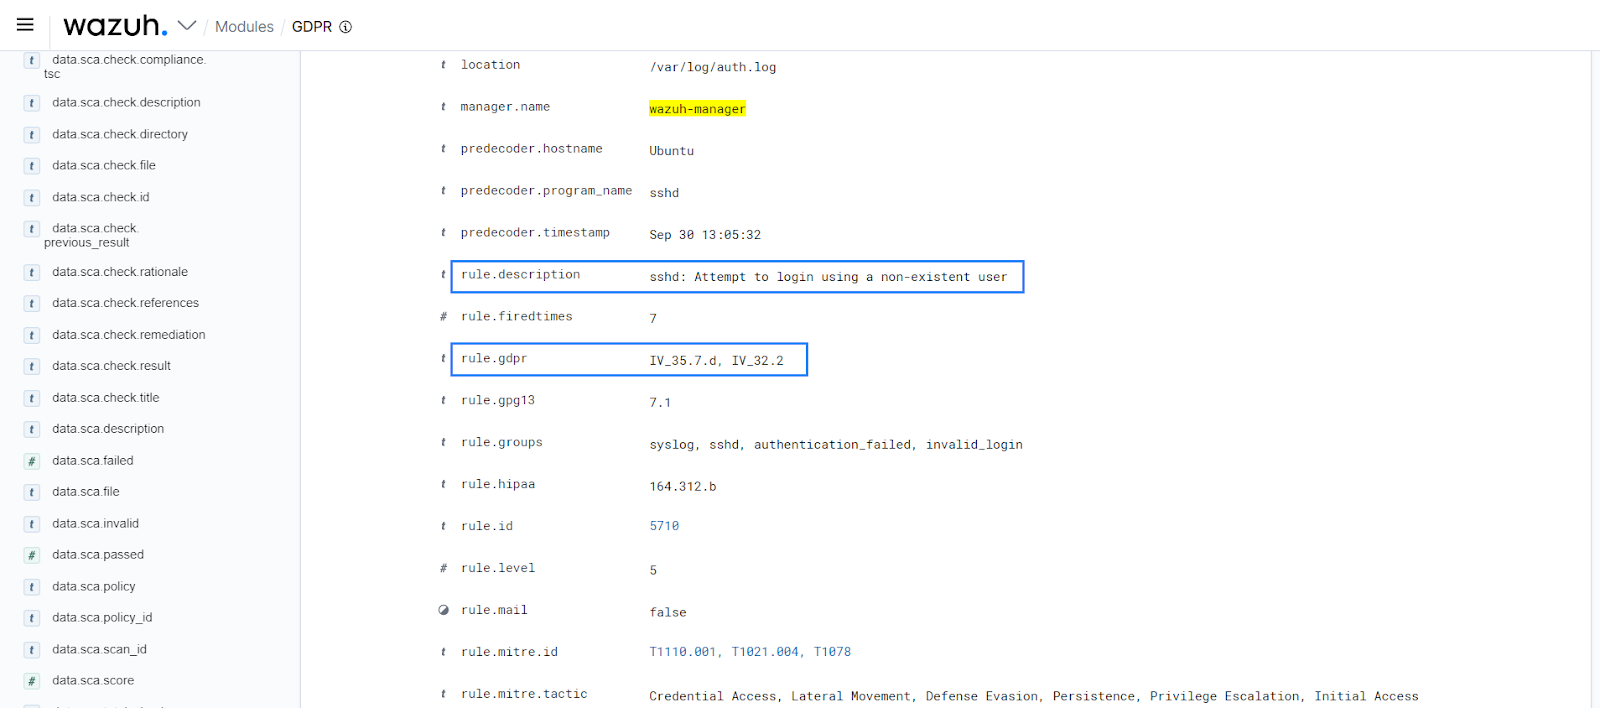 wazuh. / Modules / GDPR
t data.sca.check.compliance.
tsc
t data.sca.check.description
t data.sca.check.directory
t data.sca.check.file
t data.sca.check.id
t data.sca.check.
previous_result
t data.sca.check.rationale
t data.sca.check.references
t data.sca.check.remediation
t data.sca.check.result
t data.sca.check.title
t data.sca.description
# data.sca.failed
t data.sca.file
t data.sca.invalid
# data.sca.passed
t data.sca.policy
t data.sca.policy_id
t data.sca.scan_id
# data.sca.score
t location /var/log/auth.log
t manager.name wazuh-manager
t predecoder.hostname Ubuntu
t predecoder.program_name sshd
t predecoder.timestamp Sep 30 13:05:32
t rule.description sshd: Attempt to login using a non-existent user
# rule.firedtimes 7
t rule.gdpr IV_35.7.d, IV_32.2
t rule.gpg13 7.1
t rule.groups syslog, sshd, authentication_failed, invalid_login
t rule.hipaa 164.312.b
t rule.id 5710
# rule.level 5
rule.mail false
t rule.mitre.id T1110.001, T1021.004, T1078
t rule.mitre.tactic Credential Access, Lateral Movement, Defense Evasion, Persistence, Privilege Escalation, Initial Access